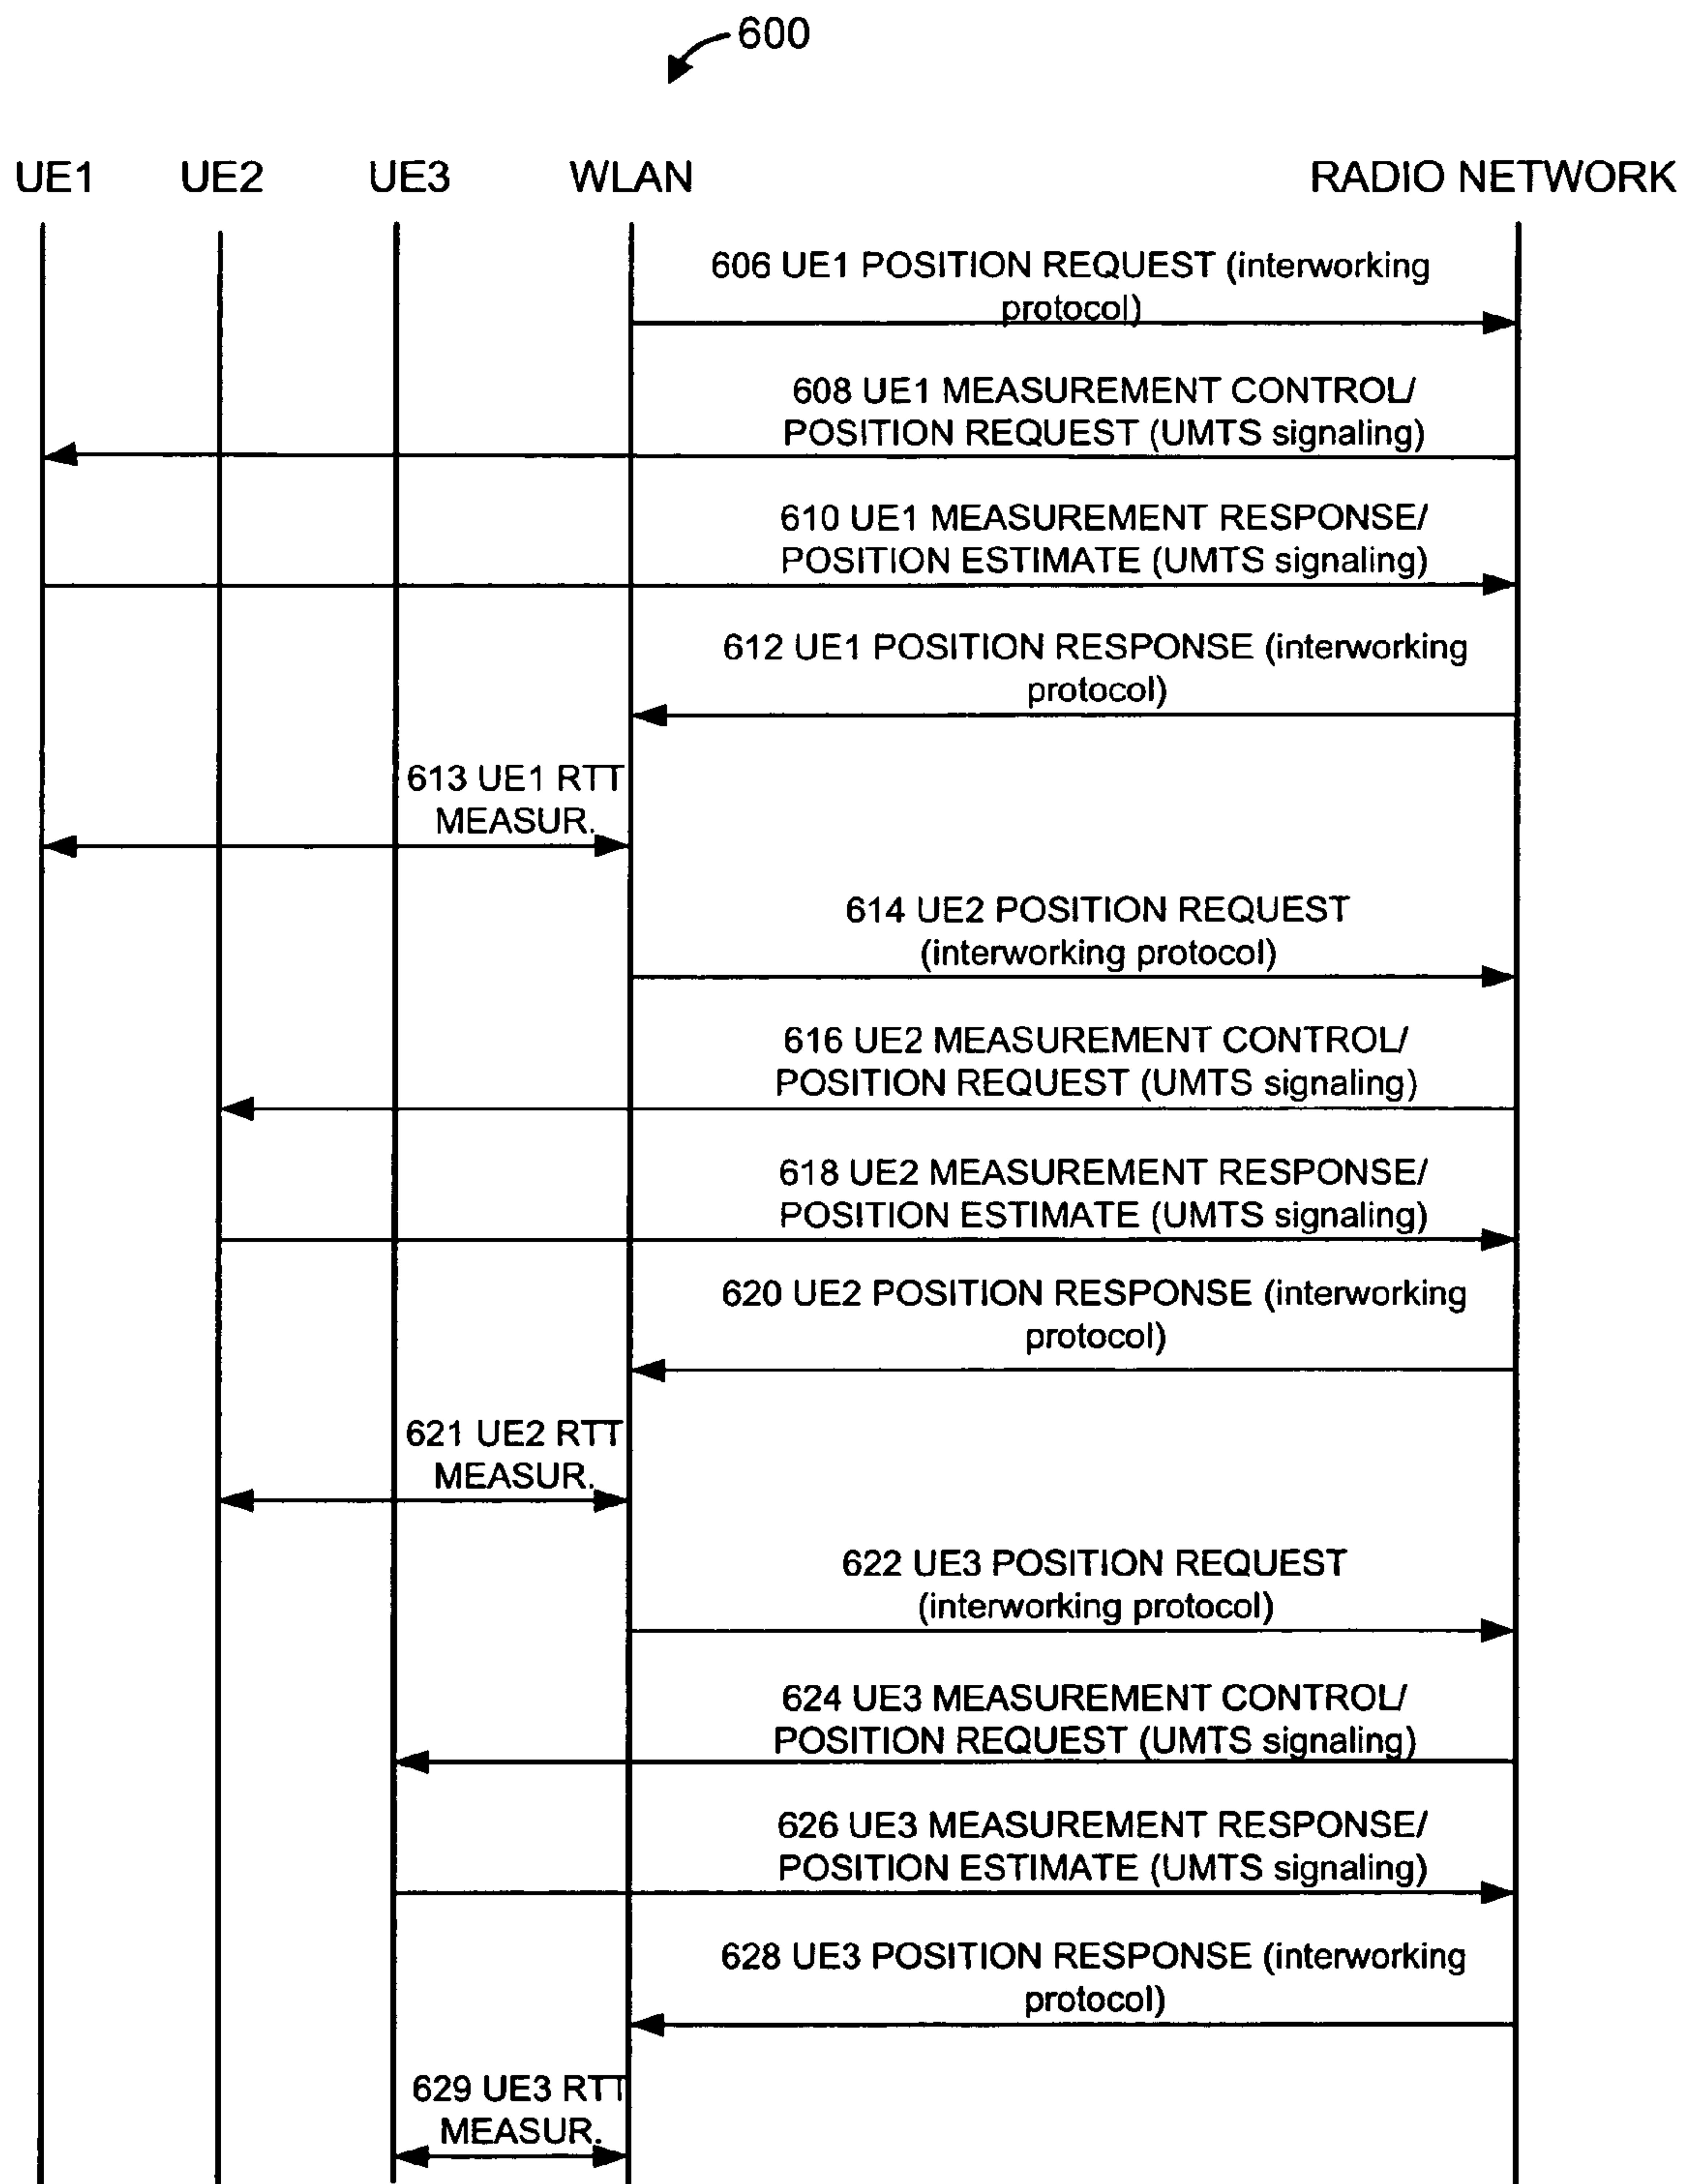 600
UE1 UE2 UE3 WLAN RADIO NETWORK
606 UE1 POSITION REQUEST (interworking
protocol)
608 UE1 MEASUREMENT CONTROL/
POSITION REQUEST (UMTS signaling)
610 UE1 MEASUREMENT RESPONSE/
POSITION ESTIMATE (UMTS signaling)
612 UE1 POSITION RESPONSE (interworking
protocol)
613 UE1 RTT
MEASUR.
614 UE2 POSITION REQUEST
(interworking protocol)
616 UE2 MEASUREMENT CONTROL/
POSITION REQUEST (UMTS signaling)
618 UE2 MEASUREMENT RESPONSE/
POSITION ESTIMATE (UMTS signaling)
620 UE2 POSITION RESPONSE (interworking
protocol)
621 UE2 RTT
MEASUR.
622 UE3 POSITION REQUEST
(interworking protocol)
624 UE3 MEASUREMENT CONTROL/
POSITION REQUEST (UMTS signaling)
626 UE3 MEASUREMENT RESPONSE/
POSITION ESTIMATE (UMTS signaling)
628 UE3 POSITION RESPONSE (interworking
protocol)
629 UE3 RTT
MEASUR.